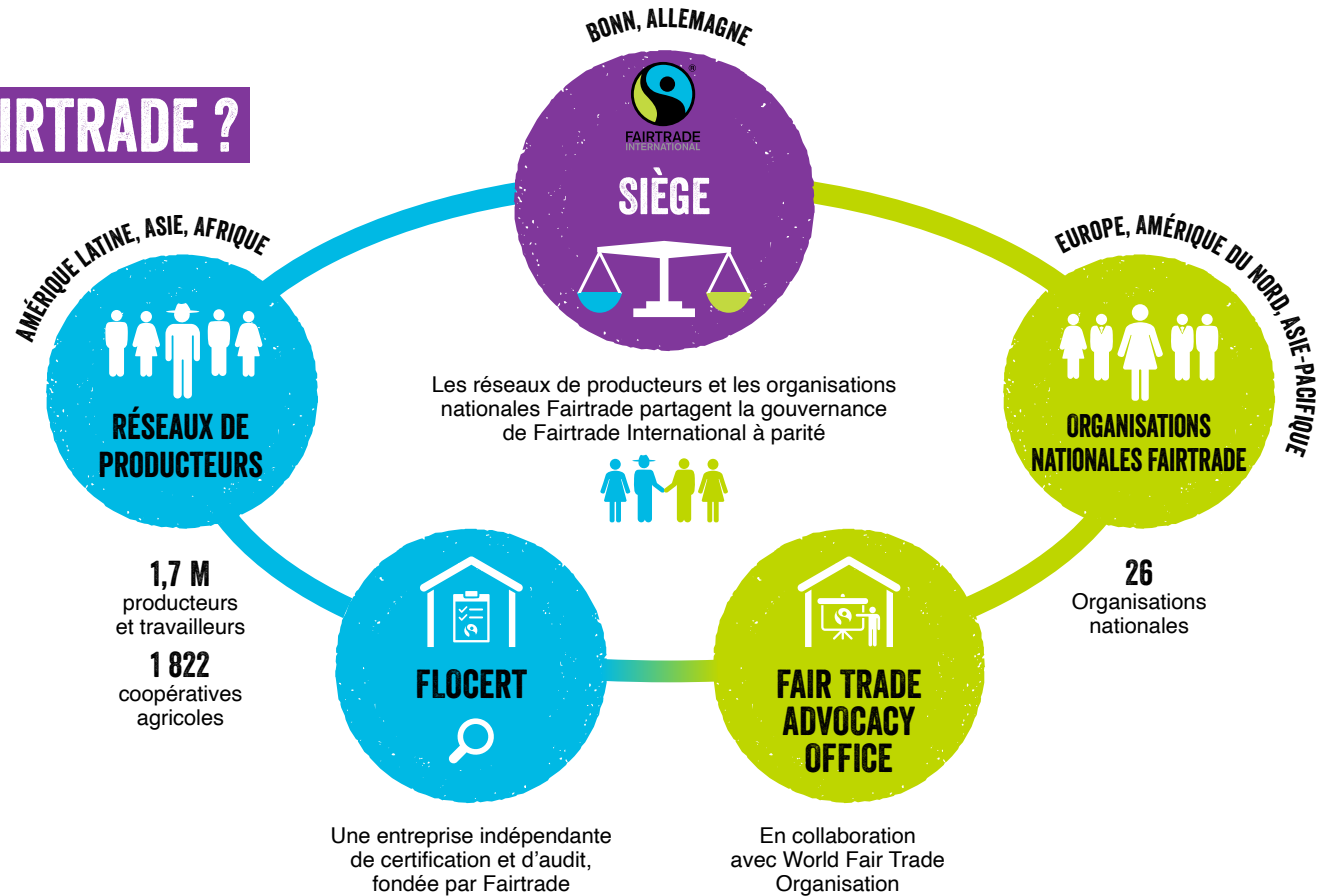 BONN, ALLEMAGNE
IRTRADE ?
FAIRTRADE
INTERNATIONAL
®
SIÈGE
AMÉRIQUE LATINE, ASIE, AFRIQUE
EUROPE, AMÉRIQUE DU NORD, ASIE-PACIFIQUE
Les réseaux de producteurs et les organisations
nationales Fairtrade partagent la gouvernance
de Fairtrade International à parité
RÉSEAUX DE
PRODUCTEURS
ORGANISATIONS
NATIONALES FAIRTRADE
1,7 M
producteurs
et travailleurs
1 822
coopératives
agricoles
26
Organisations
nationales
FLOCERT
FAIR TRADE
ADVOCACY
OFFICE
Une entreprise indépendante
de certification et d'audit,
fondée par Fairtrade
En collaboration
avec World Fair Trade
Organisation